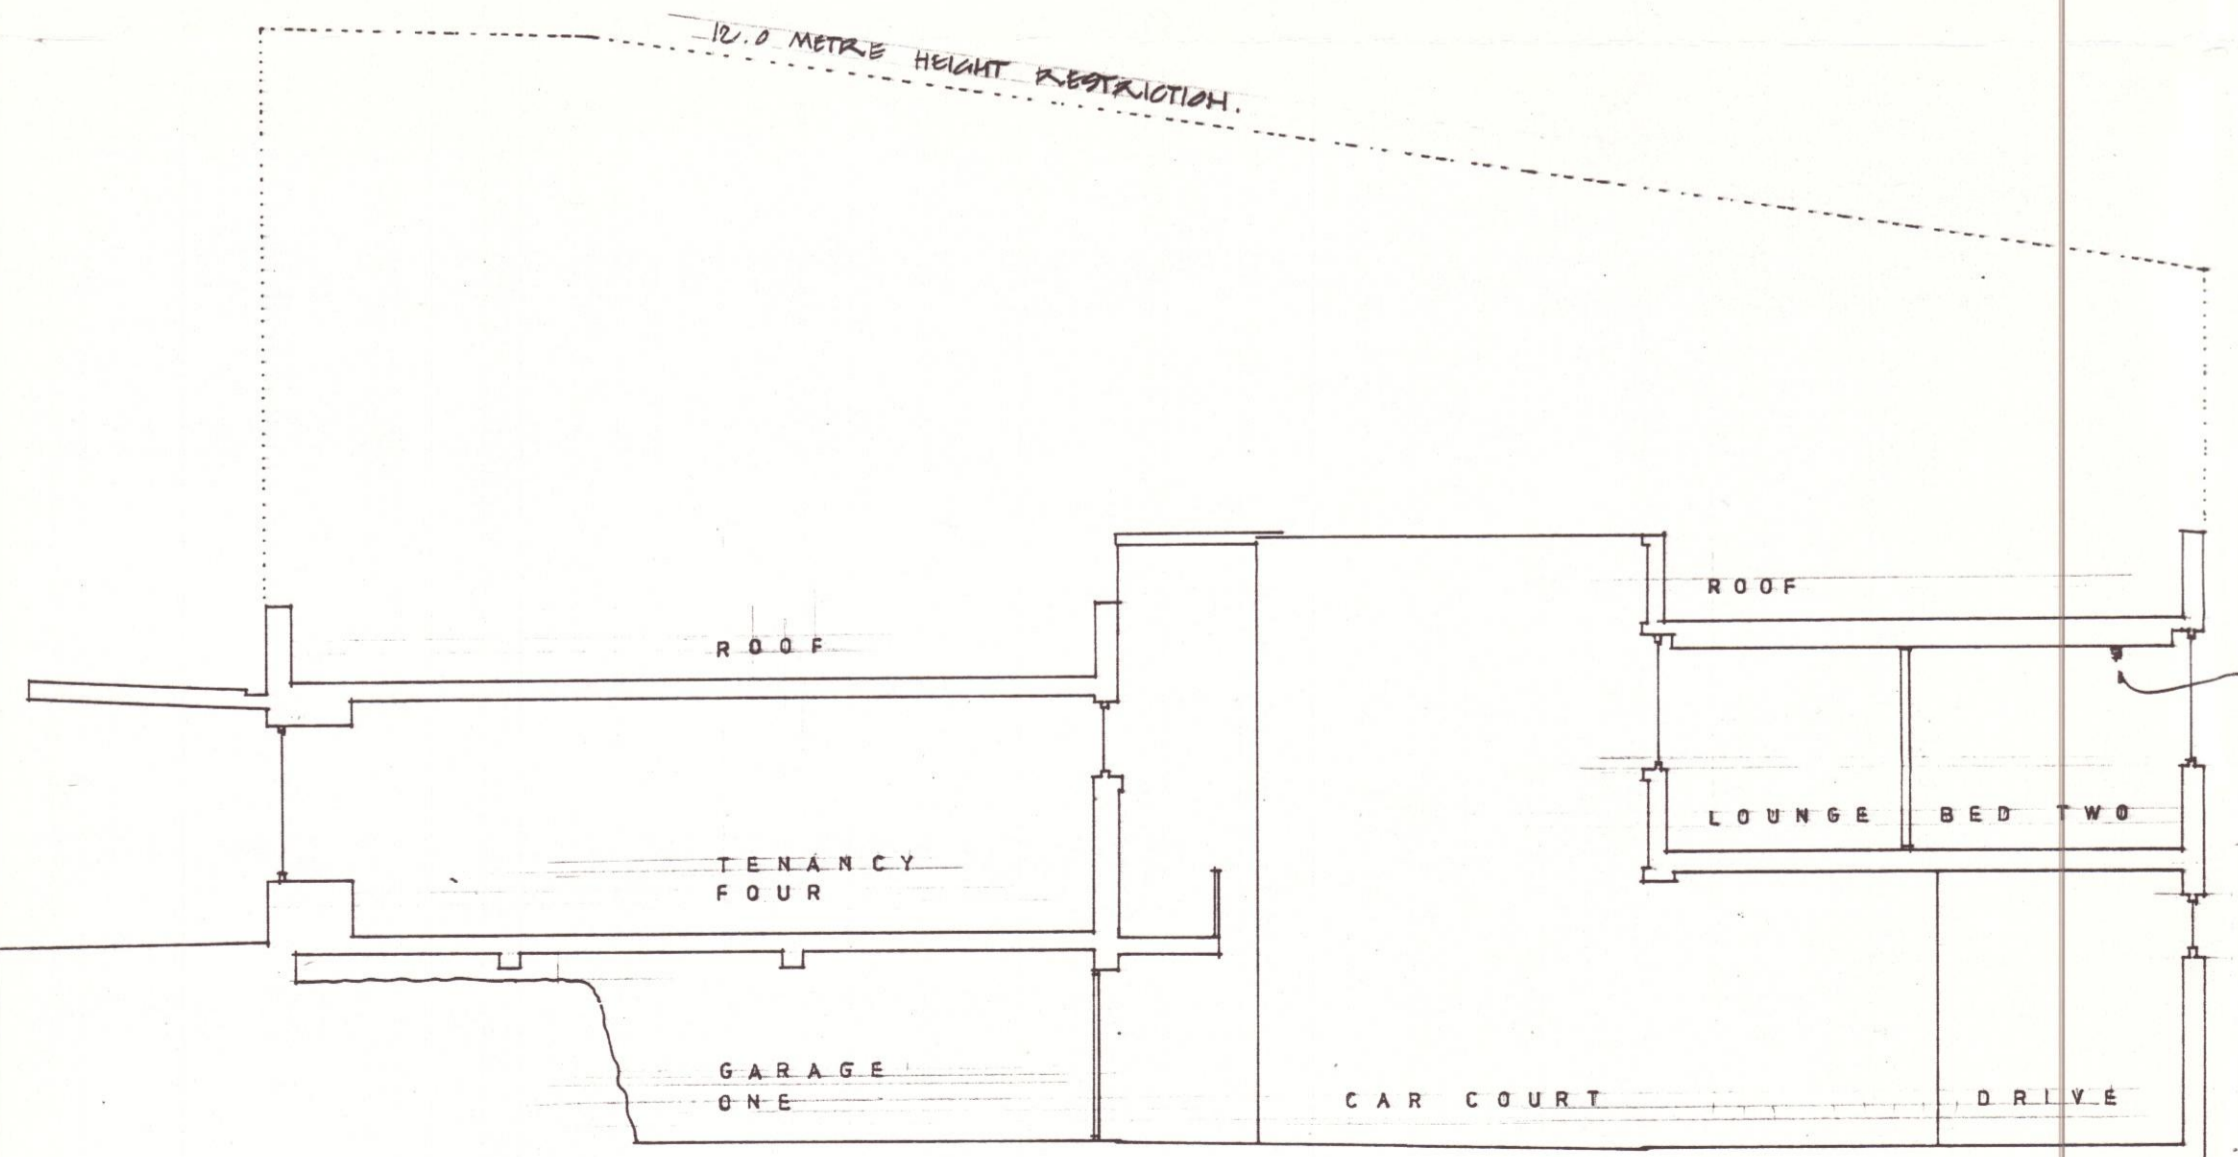 12.0 METRE HEIGHT RESTRICTION.
ROOF
ROOF
LOUNGE
BED TWO
TENANCY
FOUR
GARAGE
ONE
CAR COURT
DRIVE